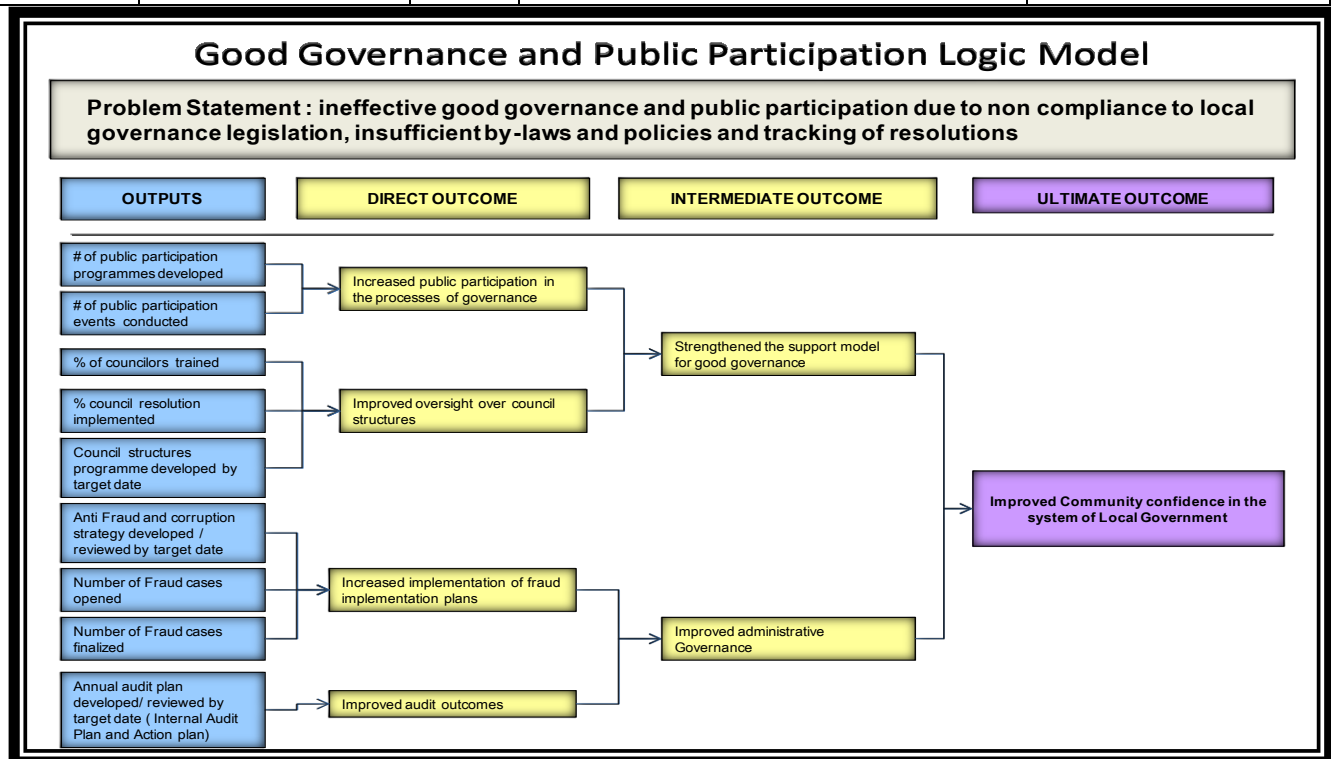 Good Governance and Public Participation Logic Model
Problem Statement : ineffective good governance and public participation due to non compliance to local
governance legislation, insufficient by-laws and policies and tracking of resolutions
OUTPUTS
DIRECT OUTCOME
INTERMEDIATE OUTCOME
ULTIMATE OUTCOME
# of public participation
programmes developed
# of public participation
events conducted
% of councilors trained
% council resolution
implemented
Council structures
programme developed by
target date
Anti Fraud and corruption
strategy developed /
reviewed by target date
Number of Fraud cases
opened
Number of Fraud cases
finalized
Annual audit plan
developed/ reviewed by
target date ( Internal Audit
Plan and Action plan)
Increased public participation in
the processes of governance
Improved oversight over council
structures
Increased implementation of fraud
implementation plans
Improved audit outcomes
Strengthened the support model
for good governance
Improved administrative
Governance
Improved Community confidence in the
system of Local Government